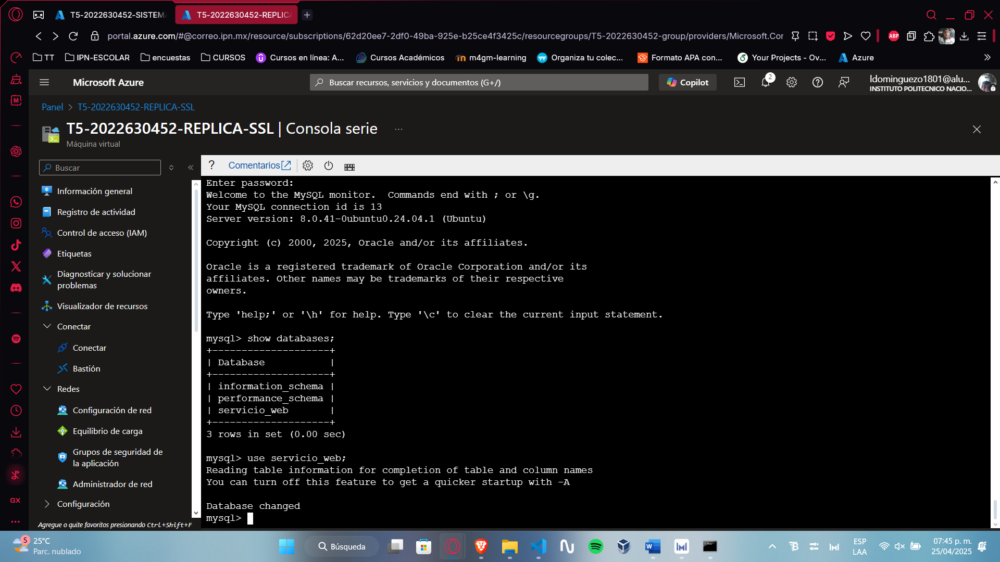 T5-2022630452-SISTEMA
T5-2022630452-REPLICA
portal.azure.com/#@correo.ipn.mx/resource/subscriptions/62d20ee7-2df0-49ba-925e-b25ce4f3425c/resourcegroups/T5-2022630452-group/providers/Microsoft.Cor
ABP
TT
IPN-ESCOLAR
encuestas
CURSOS
Cursos en línea: A...
Cursos Académicos
m4gm-learning
Organiza tu colec...
Formato APA con...
Your Projects - Ov...
Azure
Microsoft Azure
Buscar recursos, servicios y documentos (G+/)
Copilot
2
ldominguezo1801@alu...
INSTITUTO POLITECNICO NACIO...
Panel > T5-2022630452-REPLICA-SSL
T5-2022630452-REPLICA-SSL | Consola serie ...
Máquina virtual
Buscar
Información general
Registro de actividad
Control de acceso (IAM)
Etiquetas
Diagnosticar y solucionar
problemas
Visualizador de recursos
Conectar
Conectar
Bastión
Redes
Configuración de red
Equilibrio de carga
Grupos de seguridad de
la aplicación
Administrador de red
Configuración
Agregue o quite favoritos presionando Ctrl+Shift+F
GX
? Comentarios
Enter password:
Welcome to the MySQL monitor.  Commands end with ; or \g.
Your MySQL connection id is 13
Server version: 8.0.41-0ubuntu0.24.04.1 (Ubuntu)
Copyright (c) 2000, 2025, Oracle and/or its affiliates.
Oracle is a registered trademark of Oracle Corporation and/or its
affiliates. Other names may be trademarks of their respective
owners.
Type 'help;' or '\h' for help. Type '\c' to clear the current input statement.
mysql> show databases;
+--------------------+
| Database           |
+--------------------+
| information_schema |
| performance_schema |
| servicio_web       |
+--------------------+
3 rows in set (0.00 sec)
mysql> use servicio_web;
Reading table information for completion of table and column names
You can turn off this feature to get a quicker startup with -A
Database changed
mysql>
5
25°C
Parc. nublado
Búsqueda
ESP
LAA
07:45 p. m.
25/04/2025